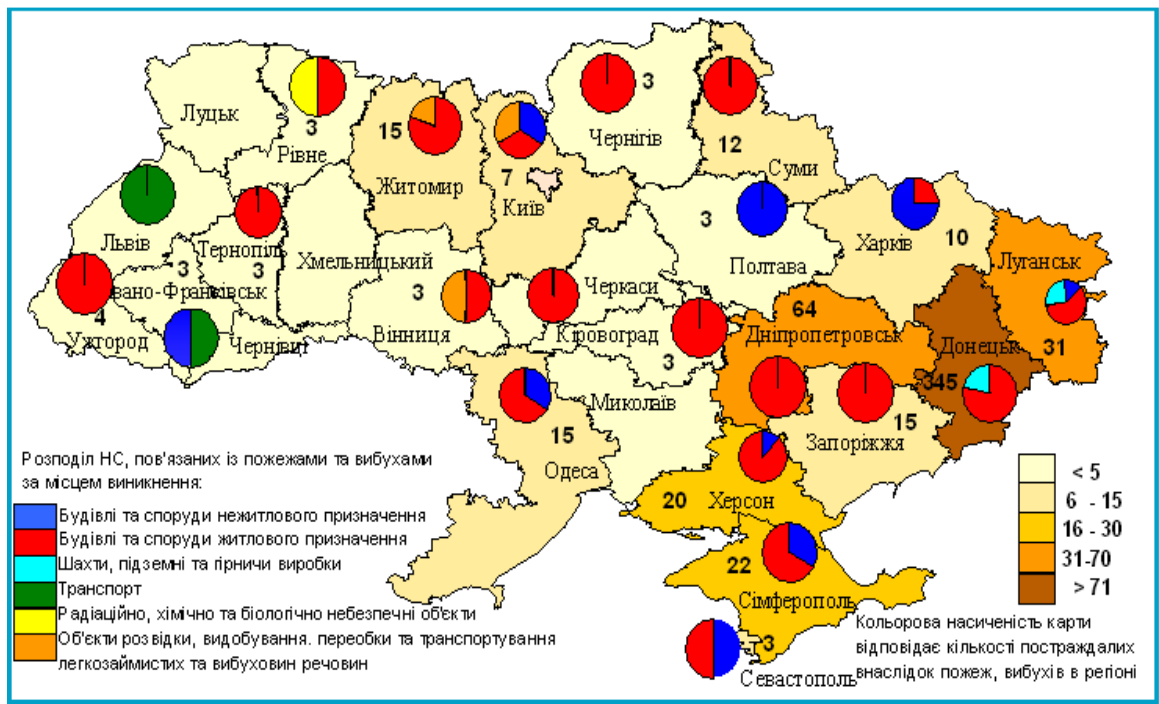 Луцьк
3
Рівне
15
Житомир
7
Київ
3
Чернігів
12
Суми
Львів
Тернопіль
3
3
Хмельницький
3
Полтава
Харків
10
Луганськ
31
вано-Франківськ
4
Ужгород
Чернівці
3
Вінниця
Черкаси
Кіровоград
3
64
Дніпропетровськ
Донецьк
345
Миколаїв
15
Одеса
15
Запоріжжя
20
Херсон
22
Сімферополь
3
Севастополь
Розподіл НС, пов'язаних із пожежами та вибухами
за місцем виникнення:
Будівлі та споруди нежитлового призначення
Будівлі та споруди житлового призначення
Шахти, підземні та гірничи виробки
Транспорт
Радіаційно, хімічно та біологічно небезпечні об'єкти
Об'єкти розвідки, видобування. переобки та транспортування
легкозаймистих та вибуховин речовин
< 5
6 - 15
16 - 30
31-70
> 71
Кольорова насиченість карти
відповідає кількості постраждалих
внаслідок пожеж, вибухів в регіоні